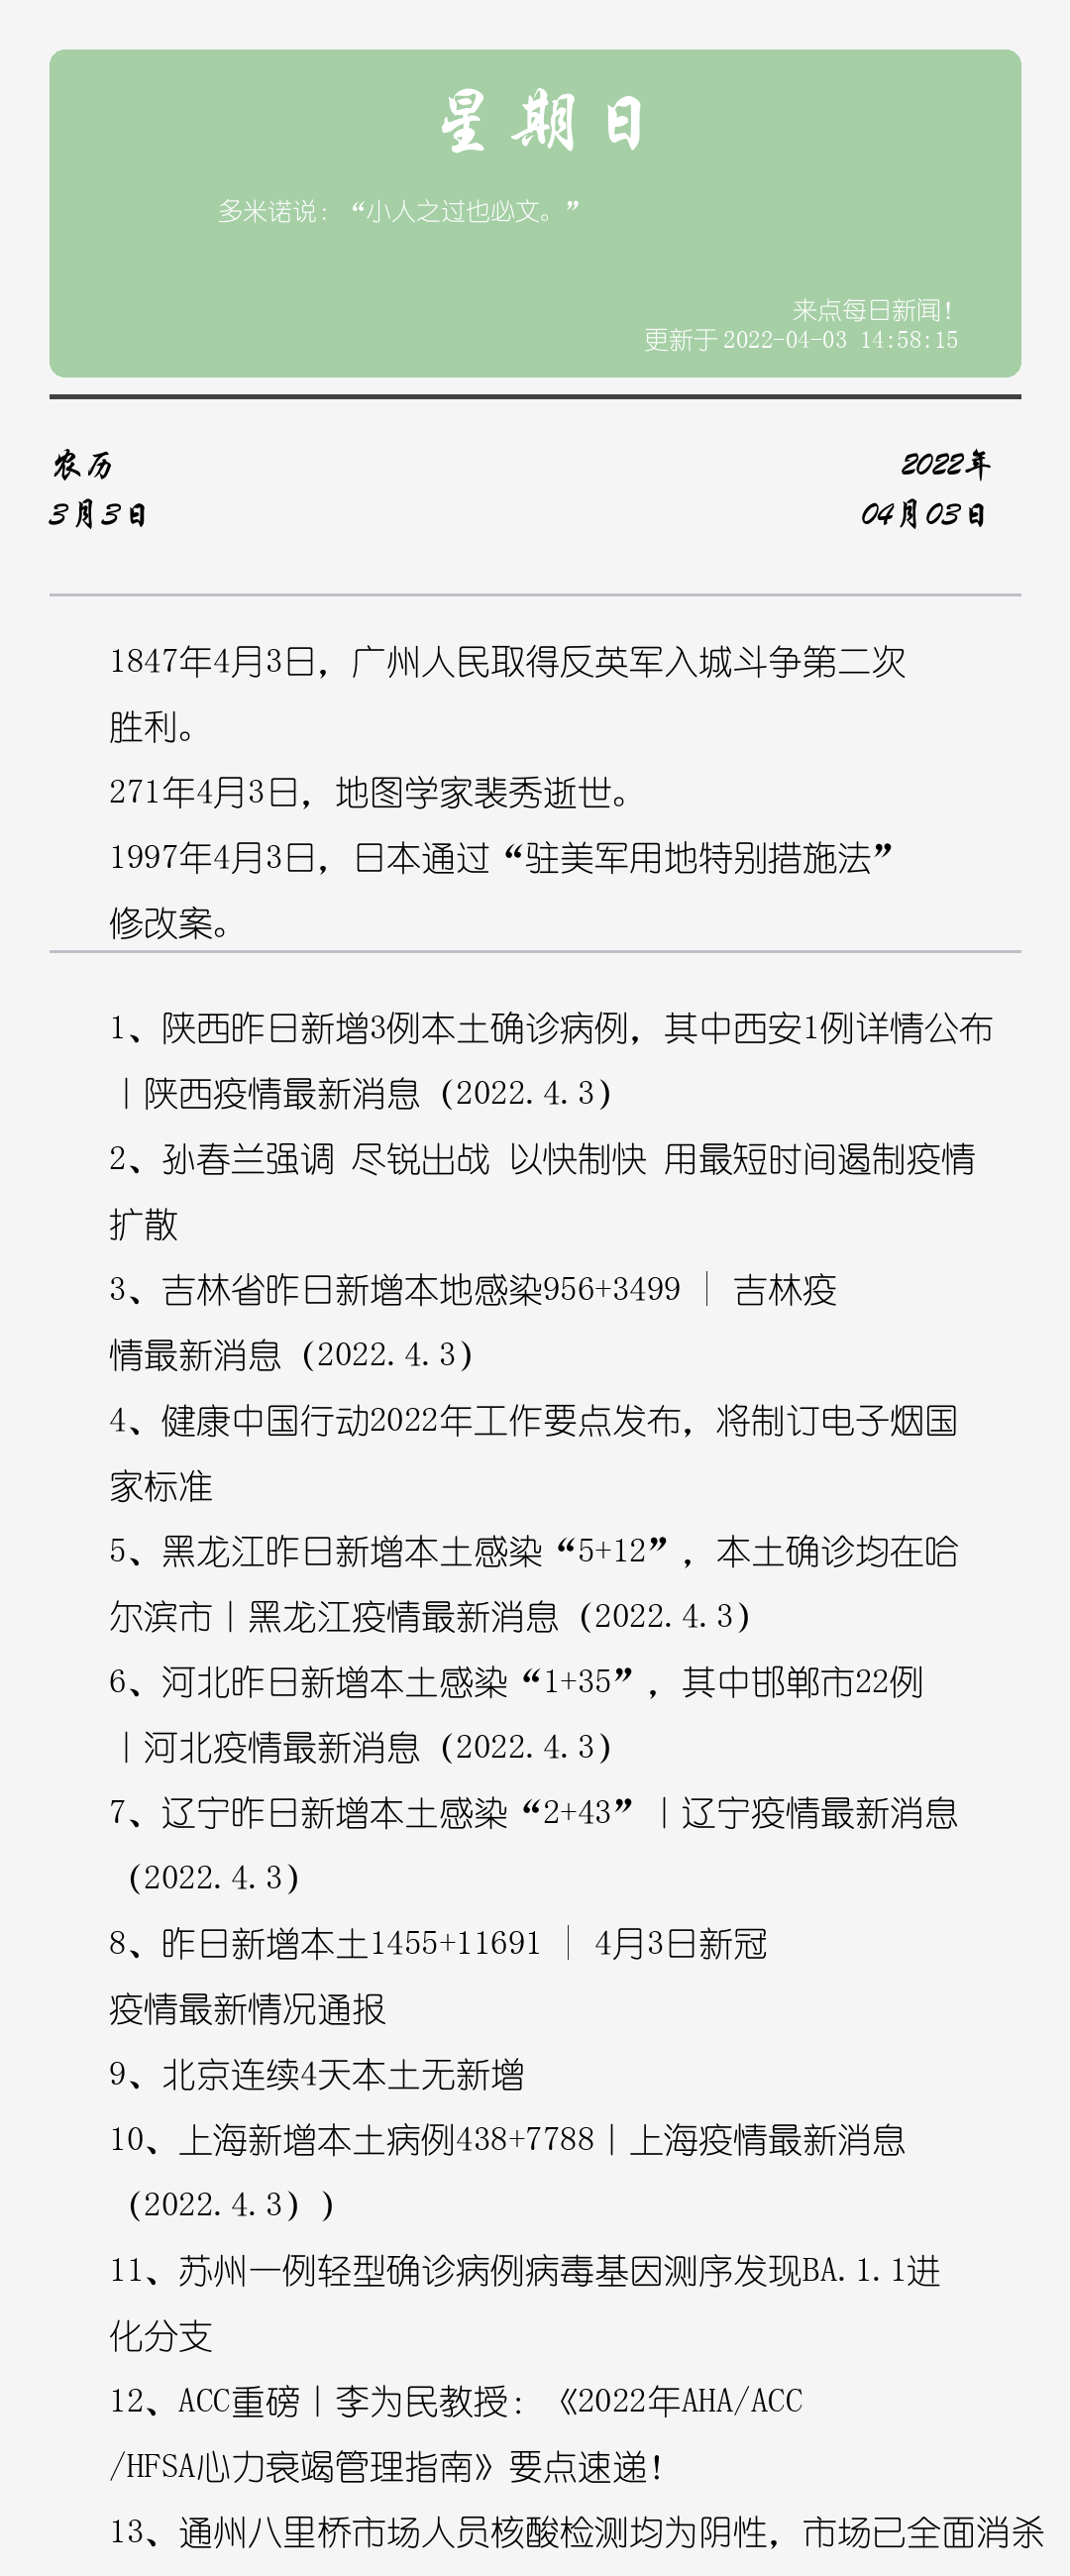 星期日
多米诺说：“小人之过也必文。”
来点每日新闻！
更新于 2022-04-03 14:58:15
农历
2022年
3月3日
04月03日
1847年4月3日，广州人民取得反英军入城斗争第二次
胜利。
271年4月3日，地图学家裴秀逝世。
1997年4月3日，日本通过“驻美军用地特别措施法”
修改案。
1、陕西昨日新增3例本土确诊病例，其中西安1例详情公布
｜陕西疫情最新消息（2022.4.3）
2、孙春兰强调 尽锐出战 以快制快 用最短时间遏制疫情
扩散
3、吉林省昨日新增本地感染956+3499 │ 吉林疫
情最新消息（2022.4.3）
4、健康中国行动2022年工作要点发布，将制订电子烟国
家标准
5、黑龙江昨日新增本土感染“5+12”，本土确诊均在哈
尔滨市｜黑龙江疫情最新消息（2022.4.3）
6、河北昨日新增本土感染“1+35”，其中邯郸市22例
｜河北疫情最新消息（2022.4.3）
7、辽宁昨日新增本土感染“2+43”｜辽宁疫情最新消息
（2022.4.3）
8、昨日新增本土1455+11691 │ 4月3日新冠
疫情最新情况通报
9、北京连续4天本土无新增
10、上海新增本土病例438+7788｜上海疫情最新消息
（2022.4.3））
11、苏州一例轻型确诊病例病毒基因测序发现BA.1.1进
化分支
12、ACC重磅｜李为民教授：《2022年AHA/ACC
/HFSA心力衰竭管理指南》要点速递！
13、通州八里桥市场人员核酸检测均为阴性，市场已全面消杀